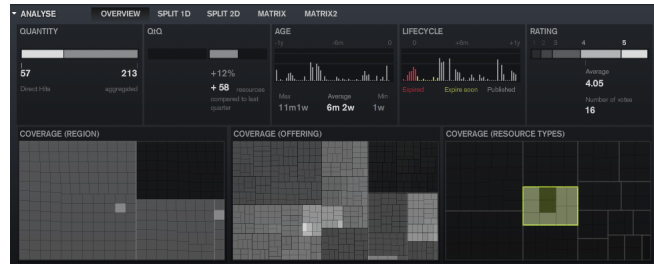 ANALYSE OVERVIEW SPLIT 1D SPLIT 2D MATRIX MATRIX2
QUANTITY
57 213
Direct Hits aggregated
QtQ
+12%
+ 58 resources
compared to last
quarter
AGE
-1y -6m 0
Max Average Min
11m1w 6m 2w 1w
LIFECYCLE
0 +6m +1y
Expired Expire soon Published
RATING
1 2 3 4 5
Average
4.05
Number of votes
16
COVERAGE (REGION)
COVERAGE (OFFERING)
COVERAGE (RESOURCE TYPES)